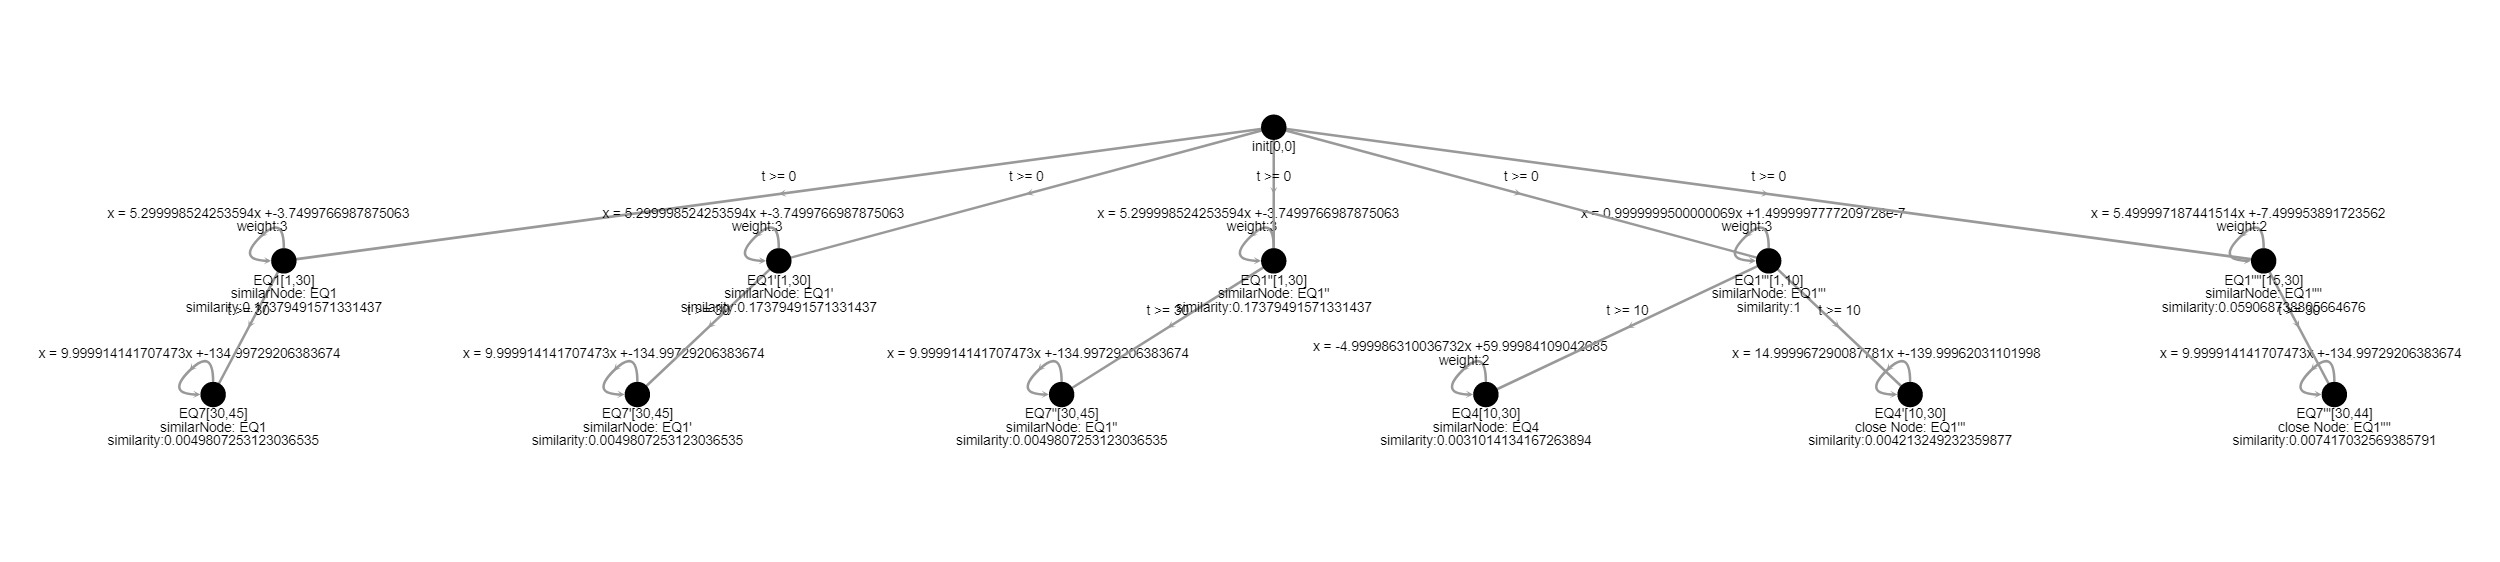 init[0,0]
t >= 0
t >= 0
t >= 0
t >= 0
t >= 0
x = 5.299998524253594x +-3.7499766987875063
weight:3
x = 5.299998524253594x +-3.7499766987875063
weight:3
x = 5.299998524253594x +-3.7499766987875063
weight:3
x = 0.9999999500000069x +1.4999997777209728e-7
weight:3
x = 5.499997187441514x +-7.499953891723562
weight:2
EQ1[1,30]
similarNode: EQ1
similarity:0.17379491571331437
EQ1'[1,30]
similarNode: EQ1'
similarity:0.17379491571331437
EQ1''[1,30]
similarNode: EQ1''
similarity:0.17379491571331437
EQ1'''[1,10]
similarNode: EQ1'''
similarity:1
EQ1''''[15,30]
similarNode: EQ1''''
t >= 30
t >= 30
t >= 30
t >= 10
t >= 10
t >= 30
x = 9.999914141707473x +-134.99729206383674
x = 9.999914141707473x +-134.99729206383674
x = 9.999914141707473x +-134.99729206383674
x = -4.999986310036732x +59.99984109042685
weight:2
x = 14.999967290087781x +-139.99962031101998
x = 9.999914141707473x +-134.99729206383674
EQ7[30,45]
similarNode: EQ1
similarity:0.0049807253123036535
EQ7'[30,45]
similarNode: EQ1'
similarity:0.0049807253123036535
EQ7''[30,45]
similarNode: EQ1''
similarity:0.0049807253123036535
EQ4[10,30]
similarNode: EQ4
similarity:0.0031014134167263894
EQ4'[10,30]
close Node: EQ1'''
similarity:0.004213249232359877
EQ7'''[30,44]
close Node: EQ1''''
similarity:0.007417032569385791